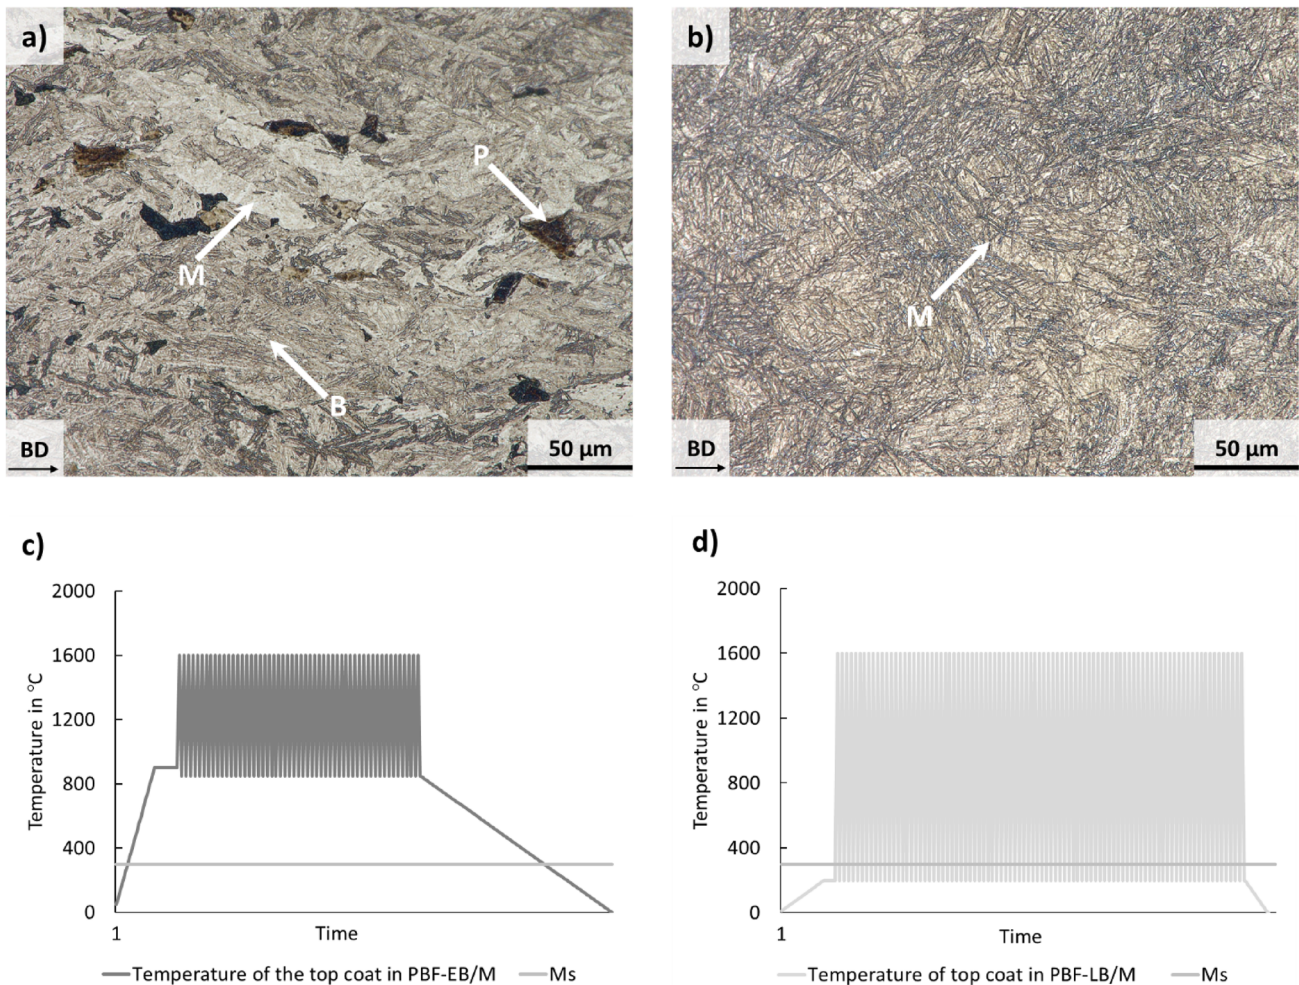 a)
P
M
B
BD
50 µm
b)
M
BD
50 µm
c)
2000
1600
1200
800
400
0
Temperature in °C
1
Time
Temperature of the top coat in PBF-EB/M
Ms
d)
2000
1600
1200
800
400
0
Temperature in °C
1
Time
Temperature of top coat in PBF-LB/M
Ms